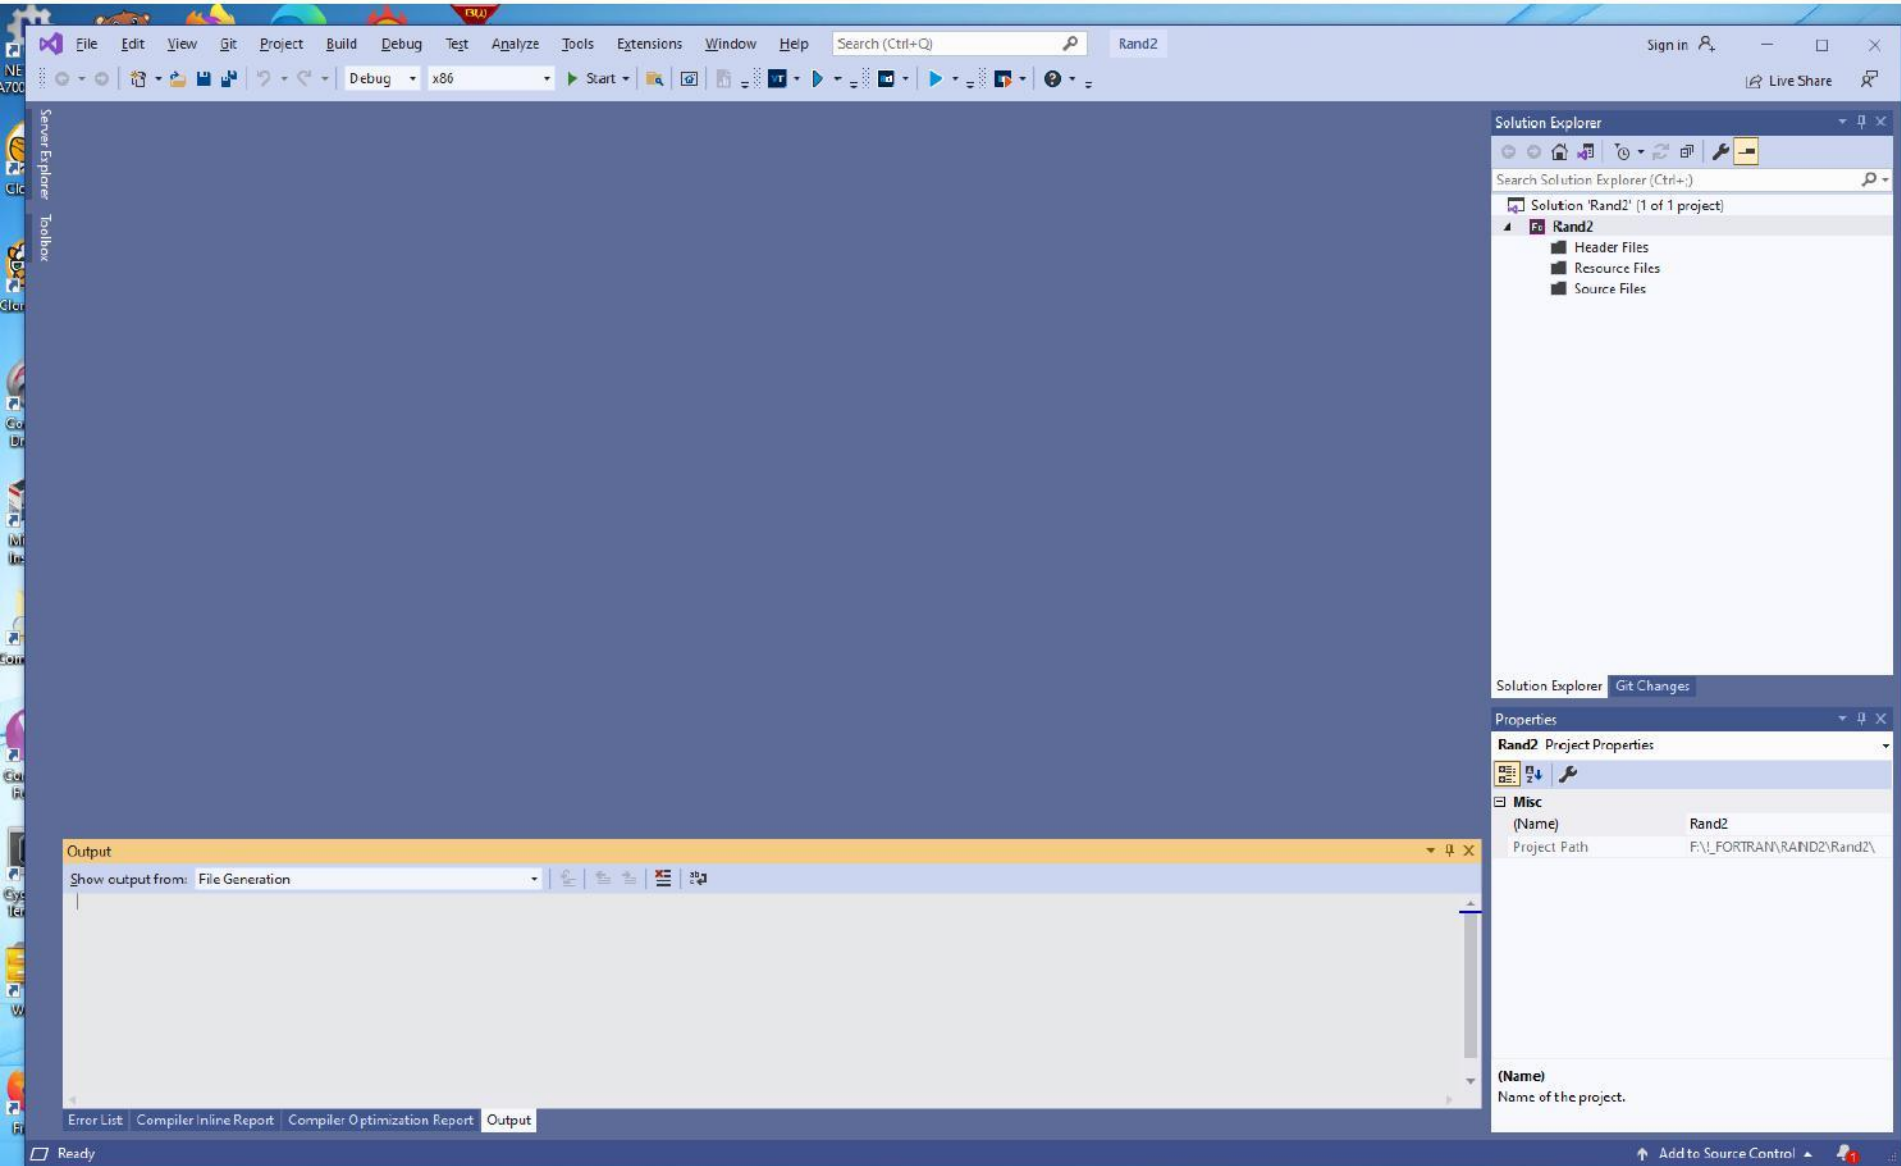 File Edit View Git Project Build Debug Test Analyze Tools Extensions Window Help Search (Ctrl+Q) Rand2 Sign in
Debug x86 Start Live Share
Server Explorer
Toolbox
Solution Explorer
Search Solution Explorer (Ctrl+;)
Solution 'Rand2' (1 of 1 project)
Rand2
Header Files
Resource Files
Source Files
Solution Explorer Git Changes
Properties
Rand2 Project Properties
Misc
(Name) Rand2
Project Path F:\!_FORTRAN\RAND2\Rand2\
(Name)
Name of the project.
Output
Show output from: File Generation
Error List Compiler Inline Report Compiler Optimization Report Output
Ready Add to Source Control 1